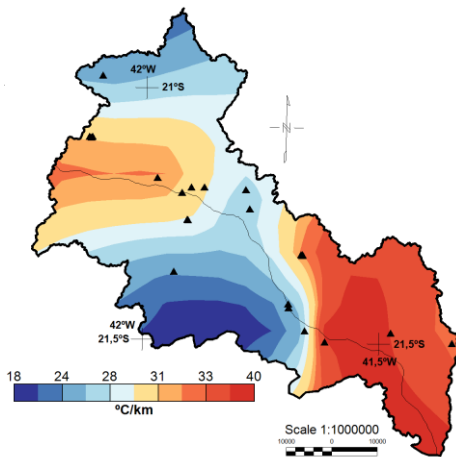 42ºW
21ºS
N
42ºW
21,5ºS
21,5ºS
41,5ºW
18 24 28 31 33 40
ºC/km
Scale 1:1000000
10000 0 10000